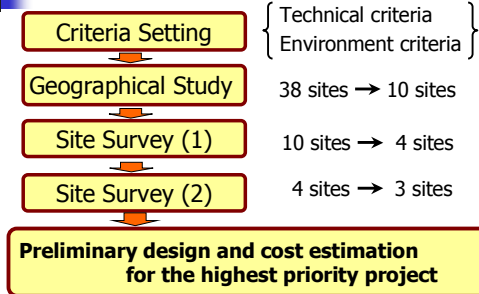 Criteria Setting
Technical criteria
Environment criteria
Geographical Study
38 sites → 10 sites
Site Survey (1)
10 sites → 4 sites
Site Survey (2)
4 sites → 3 sites
Preliminary design and cost estimation
for the highest priority project